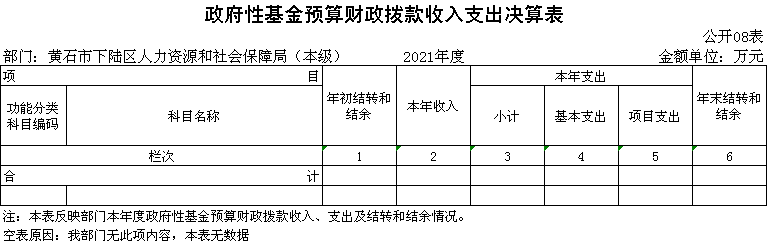 政府性基金预算财政拨款收入支出决算表
公开08表
部门：黄石市下陆区人力资源和社会保障局（本级） 2021年度 金额单位：万元
项 目 年初结转和结余 本年收入 本年支出 年末结转和结余
功能分类科目编码 科目名称 小计 基本支出 项目支出
栏次 1 2 3 4 5 6
合 计
注：本表反映部门本年度政府性基金预算财政拨款收入、支出及结转和结余情况。
空表原因：我部门无此项内容，本表无数据